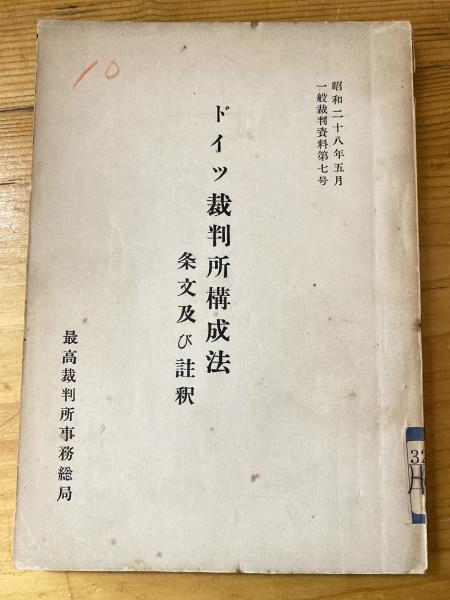 昭和二十八年五月
一般裁判資料第七号
ドイツ裁判所構成法
条文及び註釈
最高裁判所事務総局
10
32